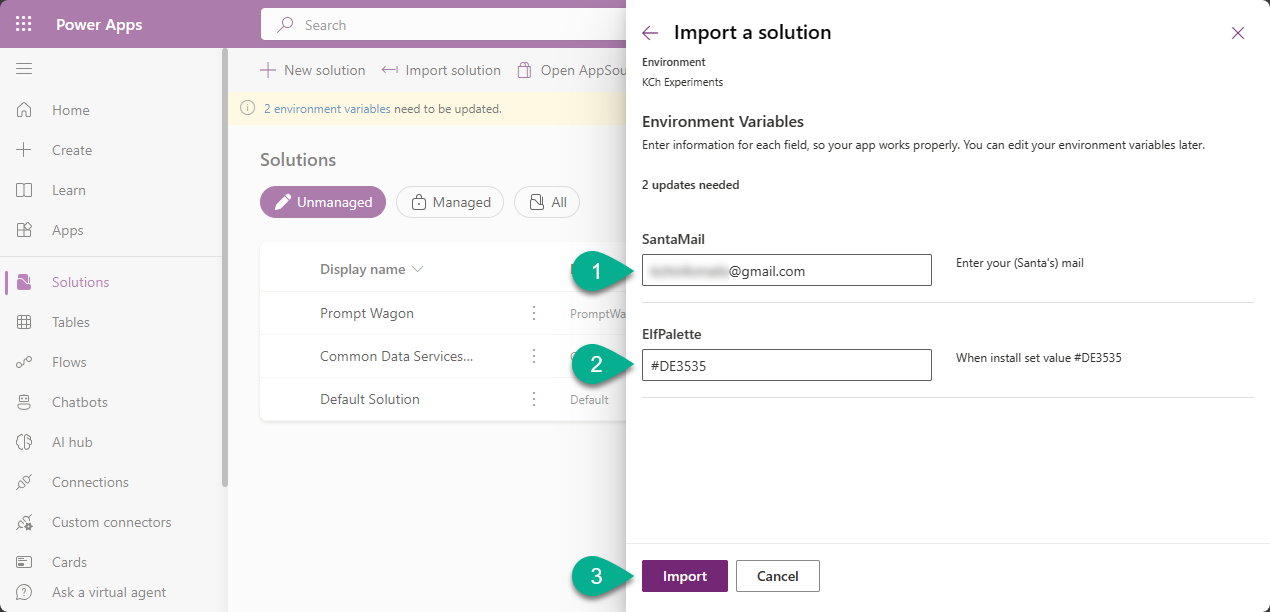 Power Apps
Search
Import a solution
Environment
KCh Experiments
New solution
Import solution
Open AppSou
2 environment variables need to be updated.
Home
Create
Learn
Apps
Solutions
Tables
Flows
Chatbots
AI hub
Connections
Custom connectors
Cards
Ask a virtual agent
Solutions
Unmanaged
Managed
All
Display name
Prompt Wagon
PromptWa
Common Data Services...
Default Solution
Default
Environment Variables
Enter information for each field, so your app works properly. You can edit your environment variables later.
2 updates needed
SantaMail
1
@gmail.com
Enter your (Santa's) mail
ElfPalette
2
#DE3535
When install set value #DE3535
3
Import
Cancel